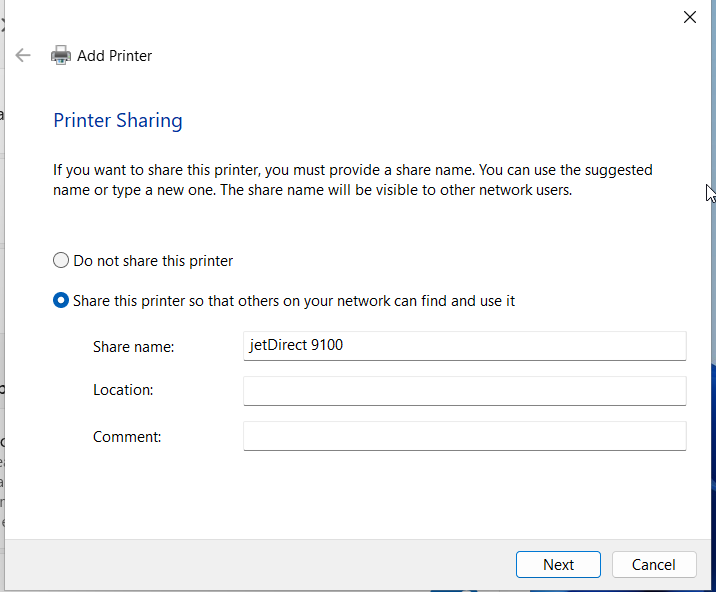 Add Printer
Printer Sharing
If you want to share this printer, you must provide a share name. You can use the suggested
name or type a new one. The share name will be visible to other network users.
Do not share this printer
Share this printer so that others on your network can find and use it
Share name:
jetDirect 9100
Location:
Comment:
Next
Cancel